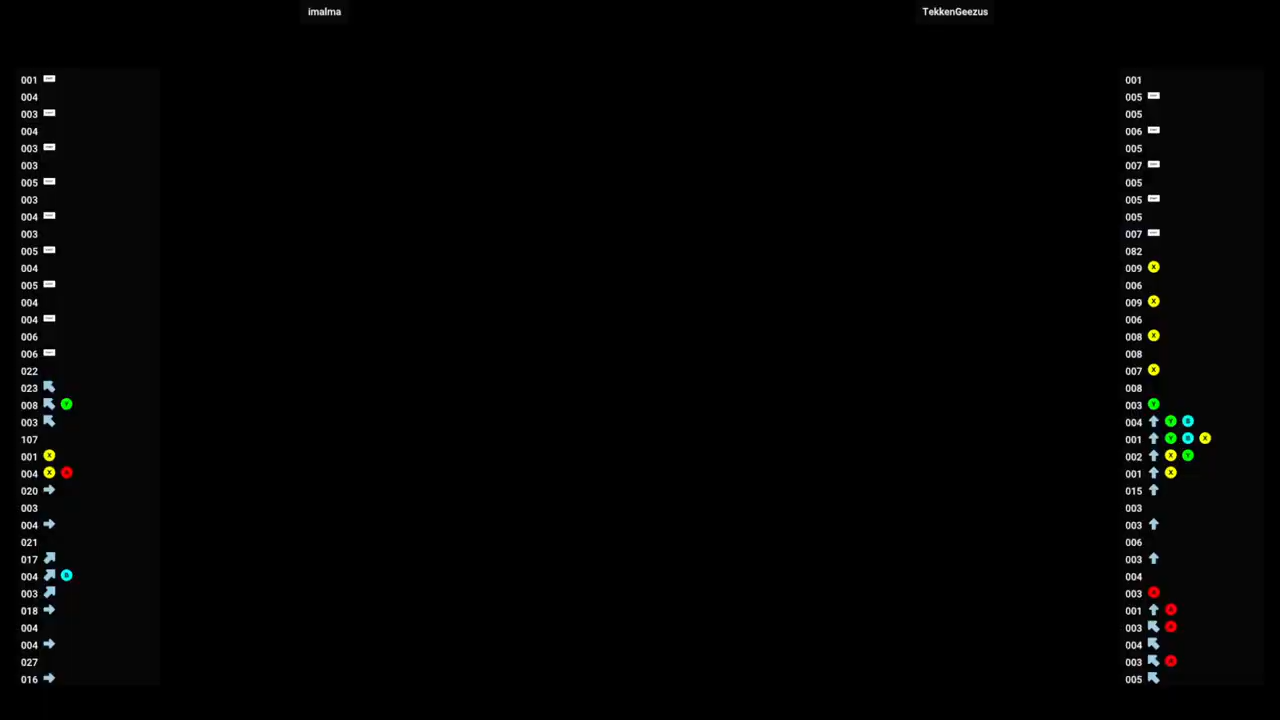 imalma
TekkenGeezus
001
004
003
004
003
003
005
003
004
003
005
004
005
004
004
006
006
022
023
008 Y
003
107
001 X
004 X A
020
003
004
021
017
004 B
003
018
004
004
027
016
001
005
005
006
005
007
005
005
005
007
082
009 X
006
009 X
006
008 X
008
007 X
008
003 Y
004 Y B
001 Y B X
002 X Y
001 X
015
003
003
006
003
004
003 A
001 A
003 A
004
003 A
005